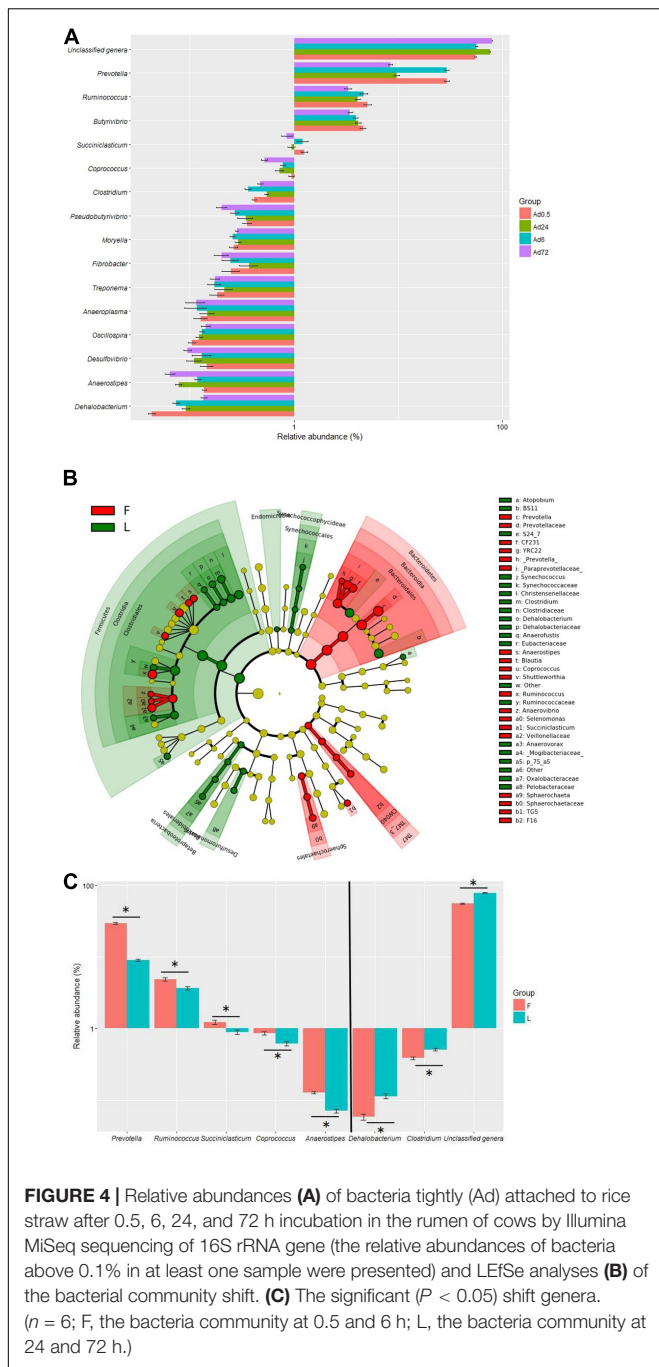 A
Unclassified genera
Prevotella
Ruminococcus
Butyrivibrio
Succiniclasticum
Coprococcus
Clostridium
Pseudobutyrivibrio
Moryella
Fibrobacter
Treponema
Anaeroplasma
Oscillospira
Desulfovibrio
Anaerostipes
Dehalobacterium
1
100
Relative abundance (%)
Group
Ad0.5
Ad24
Ad6
Ad72
B
F
L
Endomicrobia
Synechococcophycideae
Synechococcales
Bacteroidetes
Bacteroidia
Bacteroidales
Firmicutes
Clostridia
Clostridiales
Betaproteobacteria
Desulfuromonadales
Sphaerochaetales
CW040
TM7_3
TM7
a: Atopobium
b: BS11
c: Prevotella
d: Prevotellaceae
e: S24_7
f: CF231
g: YRC22
h: _Prevotella_
i: _Paraprevotellaceae_
j: Synechococcus
k: Synechococcaceae
l: Christensenellaceae
m: Clostridium
n: Clostridiaceae
o: Dehalobacterium
p: Dehalobacteriaceae
q: Anaerofustis
r: Eubacteriaceae
s: Anaerostipes
t: Blautia
u: Coprococcus
v: Shuttleworthia
w: Other
x: Ruminococcus
y: Ruminococcaceae
z: Anaerovibrio
a0: Selenomonas
a1: Succiniclasticum
a2: Veillonellaceae
a3: Anaerovorax
a4: _Mogibacteriaceae_
a5: p_75_a5
a6: Other
a7: Oxalobacteraceae
a8: Pelobacteraceae
a9: Sphaerochaeta
b0: Sphaerochaetaceae
b1: TG5
b2: F16
C
100
1
Relative abundance (%)
* * * * * * * *
Prevotella Ruminococcus Succiniclasticum Coprococcus Anaerostipes Dehalobacterium Clostridium Unclassified genera
Group
F
L
FIGURE 4 | Relative abundances (A) of bacteria tightly (Ad) attached to rice
straw after 0.5, 6, 24, and 72 h incubation in the rumen of cows by Illumina
MiSeq sequencing of 16S rRNA gene (the relative abundances of bacteria
above 0.1% in at least one sample were presented) and LEfSe analyses (B) of
the bacterial community shift. (C) The significant (P < 0.05) shift genera.
(n = 6; F, the bacteria community at 0.5 and 6 h; L, the bacteria community at
24 and 72 h.)